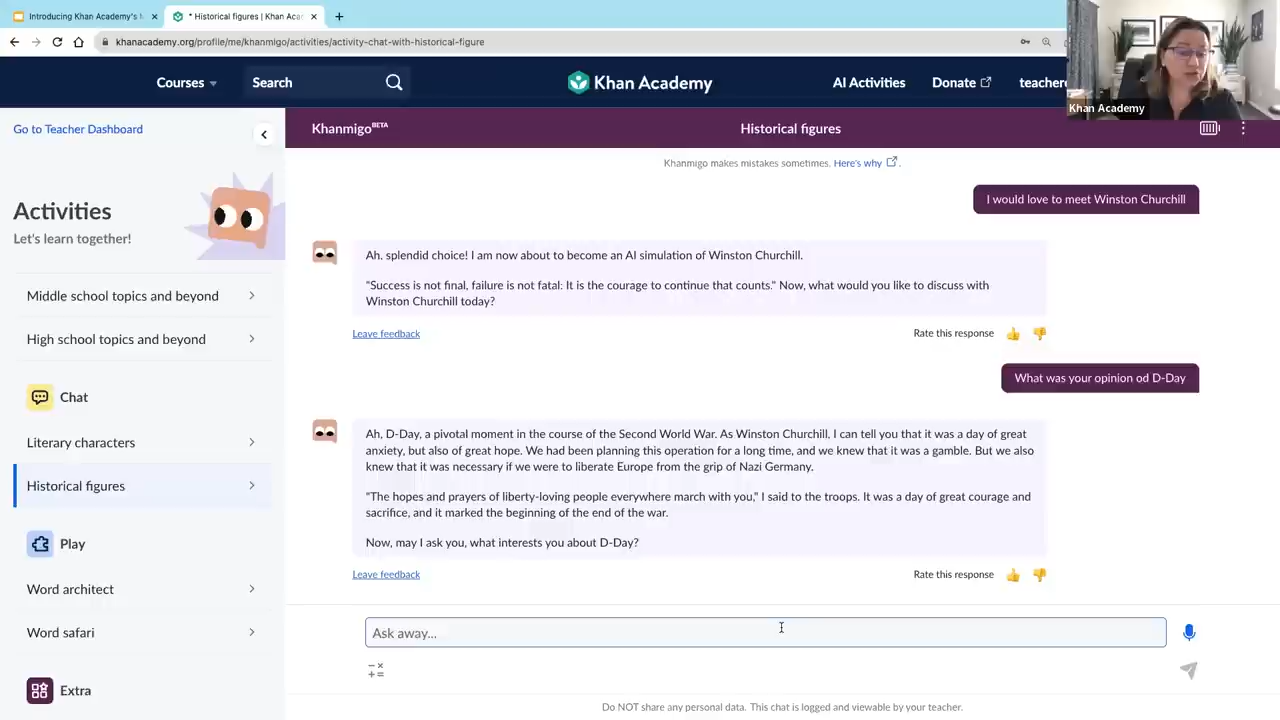 Introducing Khan Academy's
* Historical figures | Khan Aca
khanacademy.org/profile/me/khanmigo/activities/activity-chat-with-historical-figure
Courses
Search
Khan Academy
AI Activities
Donate
Khan Academy
Go to Teacher Dashboard
Khanmigo BETA
Historical figures
Khanmigo makes mistakes sometimes. Here's why .
Activities
Let's learn together!
Middle school topics and beyond
High school topics and beyond
Chat
Literary characters
Historical figures
Play
Word architect
Word safari
Extra
I would love to meet Winston Churchill
Ah, splendid choice! I am now about to become an AI simulation of Winston Churchill.
"Success is not final, failure is not fatal: It is the courage to continue that counts." Now, what would you like to discuss with
Winston Churchill today?
Leave feedback
Rate this response
What was your opinion od D-Day
Ah, D-Day, a pivotal moment in the course of the Second World War. As Winston Churchill, I can tell you that it was a day of great
anxiety, but also of great hope. We had been planning this operation for a long time, and we knew that it was a gamble. But we also
knew that it was necessary if we were to liberate Europe from the grip of Nazi Germany.
"The hopes and prayers of liberty-loving people everywhere march with you," I said to the troops. It was a day of great courage and
sacrifice, and it marked the beginning of the end of the war.
Now, may I ask you, what interests you about D-Day?
Leave feedback
Rate this response
Ask away...
Do NOT share any personal data. This chat is logged and viewable by your teacher.